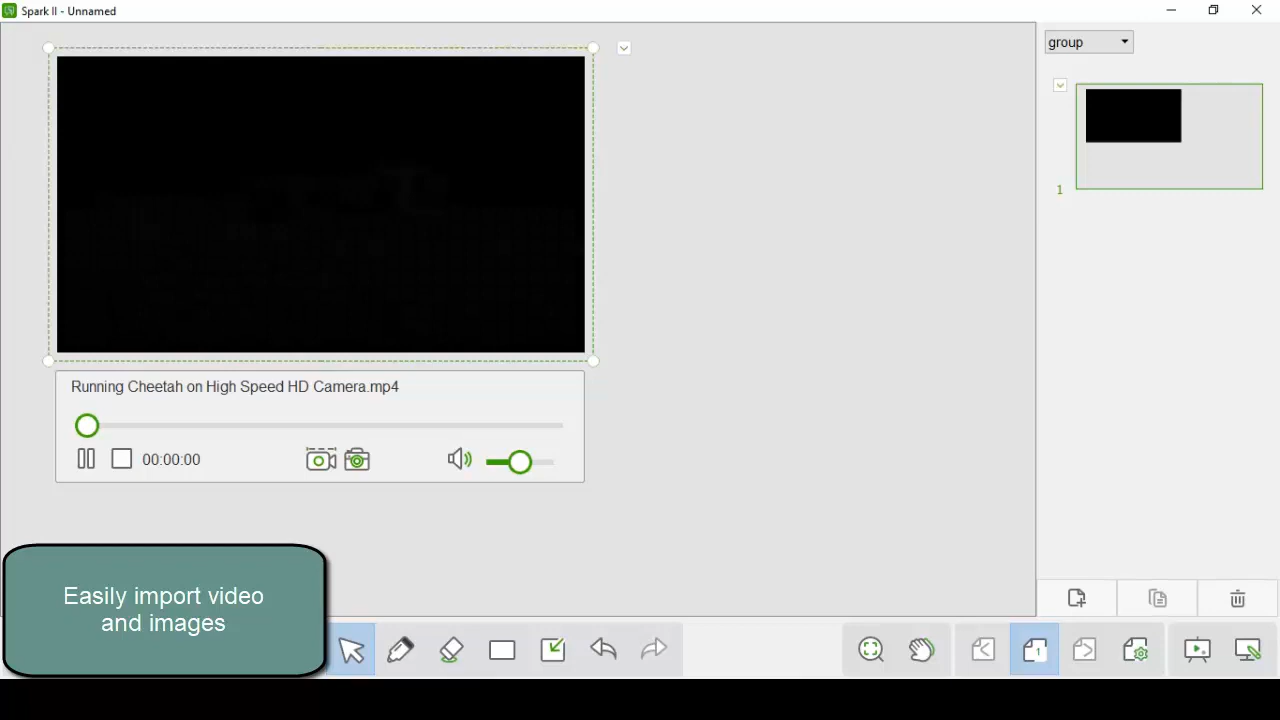 Spark II - Unnamed
group
1
Running Cheetah on High Speed HD Camera.mp4
00:00:00
Easily import video
and images
1